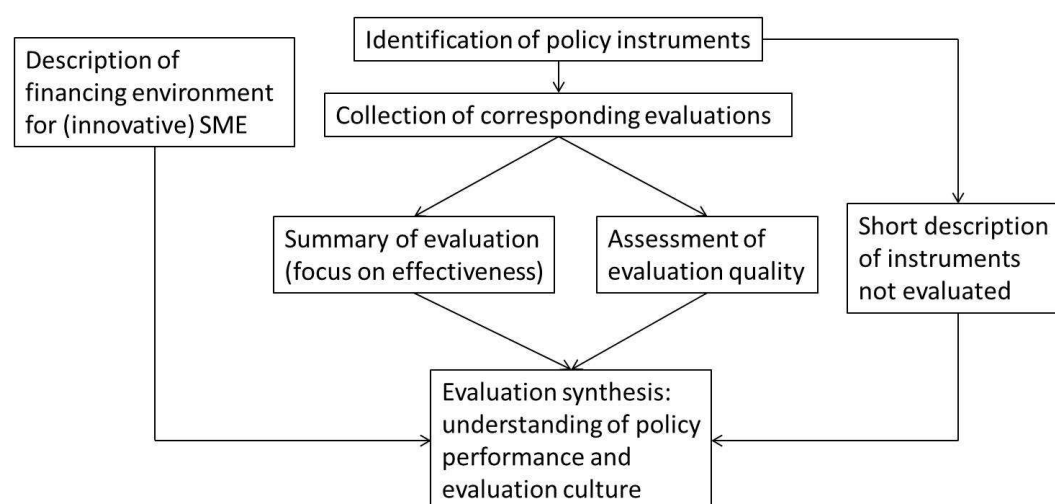 Identification of policy instruments
Description of
financing environment
for (innovative) SME
Collection of corresponding evaluations
Summary of evaluation
(focus on effectiveness)
Assessment of
evaluation quality
Short description
of instruments
not evaluated
Evaluation synthesis:
understanding of policy
performance and
evaluation culture